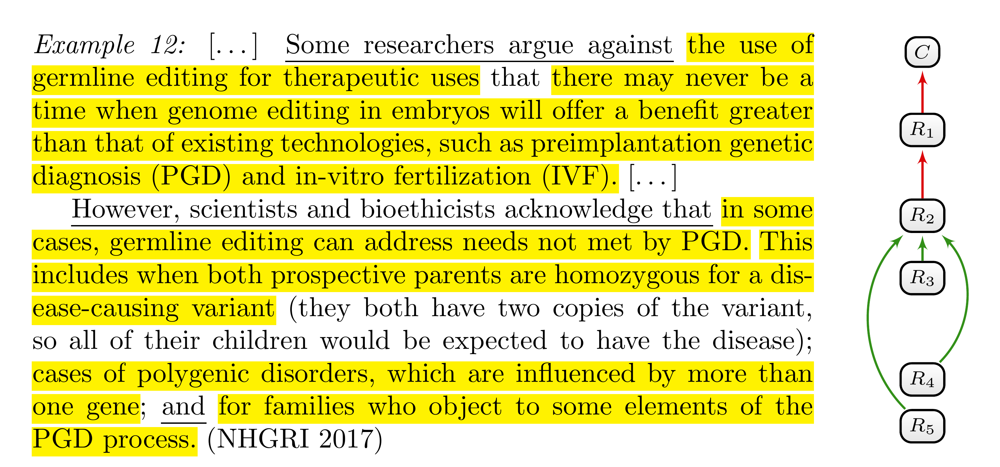 Example 12: [...] Some researchers argue against the use of
germline editing for therapeutic uses that there may never be a
time when genome editing in embryos will offer a benefit greater
than that of existing technologies, such as preimplantation genetic
diagnosis (PGD) and in-vitro fertilization (IVF). [...]
However, scientists and bioethicists acknowledge that in some
cases, germline editing can address needs not met by PGD. This
includes when both prospective parents are homozygous for a dis-
ease-causing variant (they both have two copies of the variant,
so all of their children would be expected to have the disease);
cases of polygenic disorders, which are influenced by more than
one gene; and for families who object to some elements of the
PGD process. (NHGRI 2017)
C
R₁
R₂
R₃
R₄
R₅